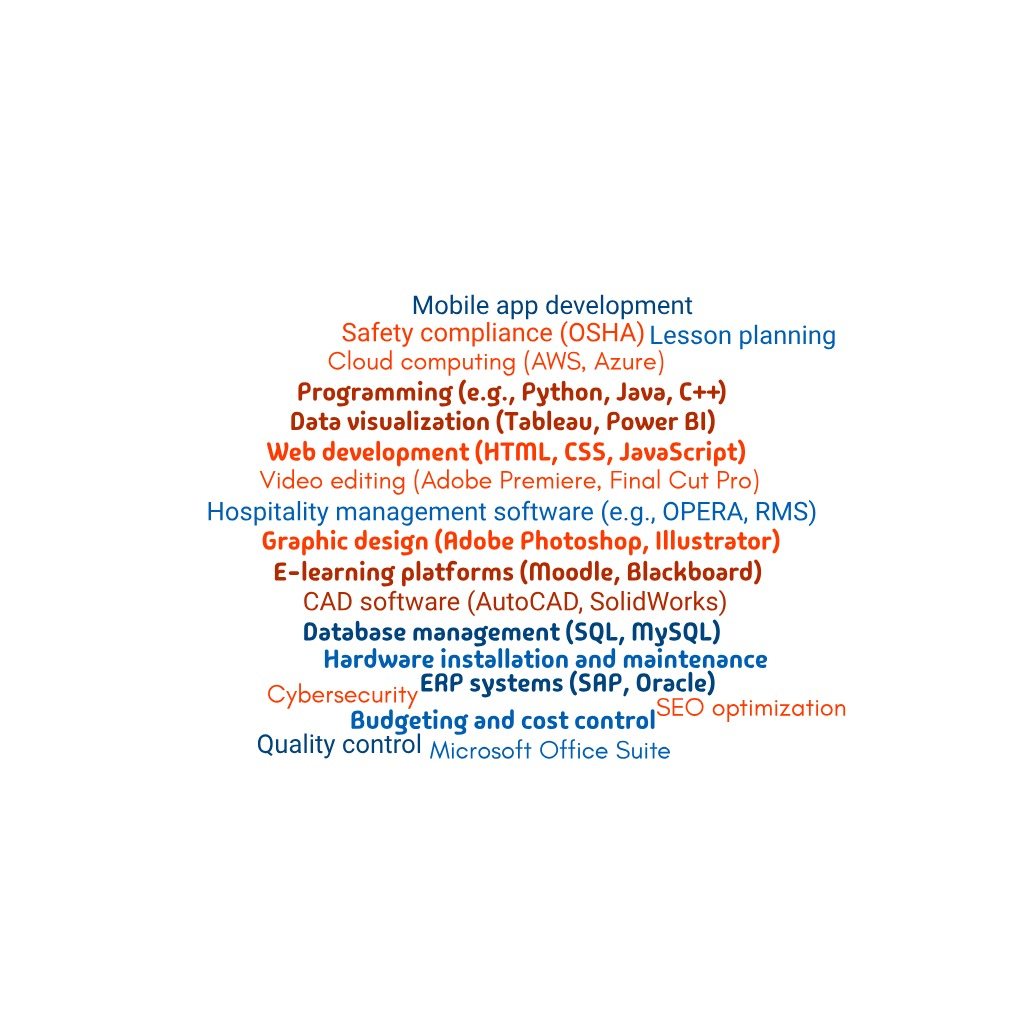 Mobile app development
Safety compliance (OSHA)
Lesson planning
Cloud computing (AWS, Azure)
Programming (e.g., Python, Java, C++)
Data visualization (Tableau, Power BI)
Web development (HTML, CSS, JavaScript)
Video editing (Adobe Premiere, Final Cut Pro)
Hospitality management software (e.g., OPERA, RMS)
Graphic design (Adobe Photoshop, Illustrator)
E-learning platforms (Moodle, Blackboard)
CAD software (AutoCAD, SolidWorks)
Database management (SQL, MySQL)
Hardware installation and maintenance
ERP systems (SAP, Oracle)
Cybersecurity
SEO optimization
Budgeting and cost control
Quality control
Microsoft Office Suite